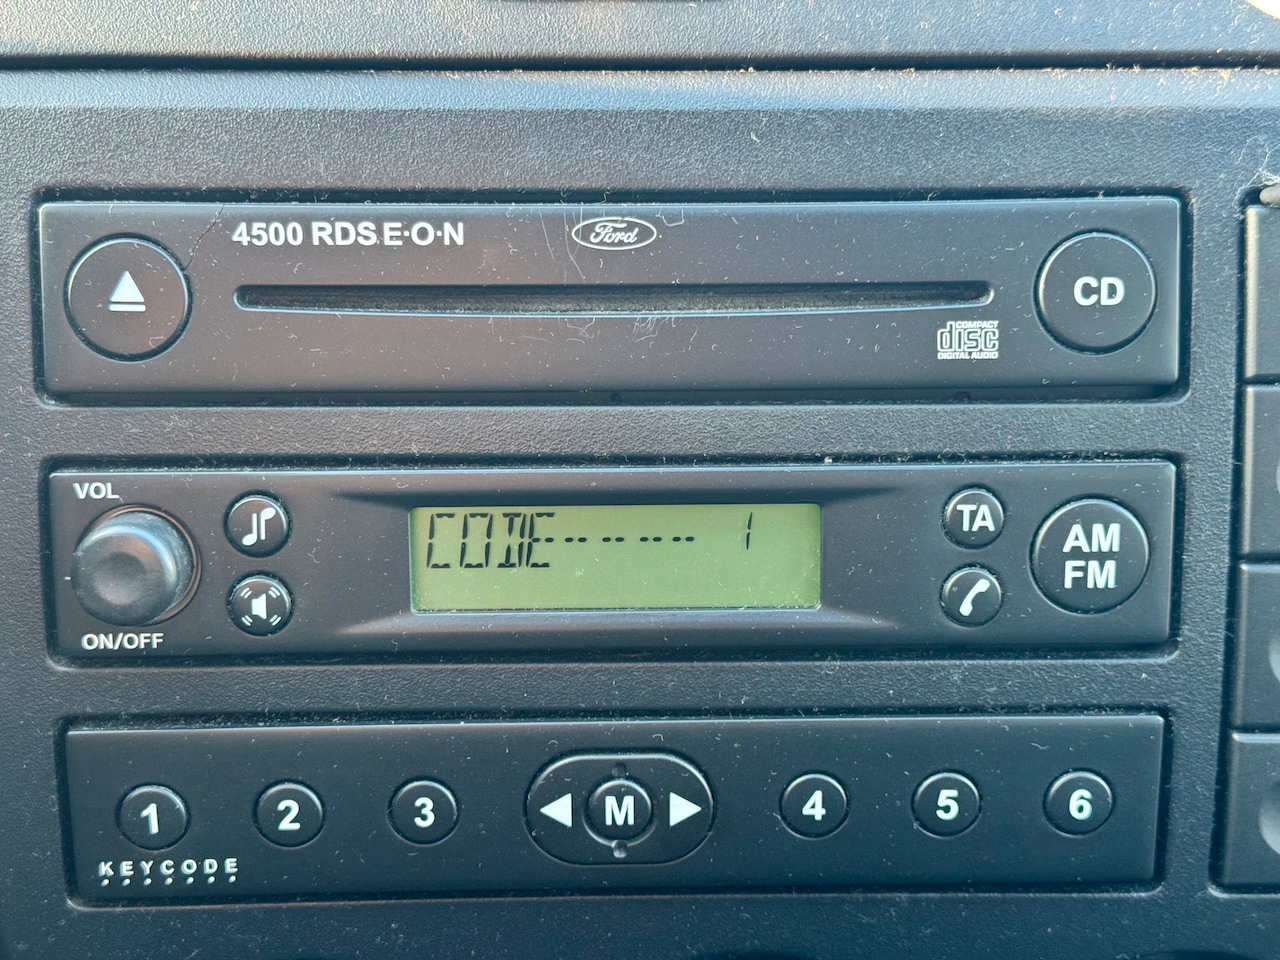 4500 RDS E·O·N
Ford
CD
COMPACT
disc
DIGITAL AUDIO
VOL
ON/OFF
CODE---- 1
TA
AM
FM
1
2
3
M
4
5
6
KEYCODE